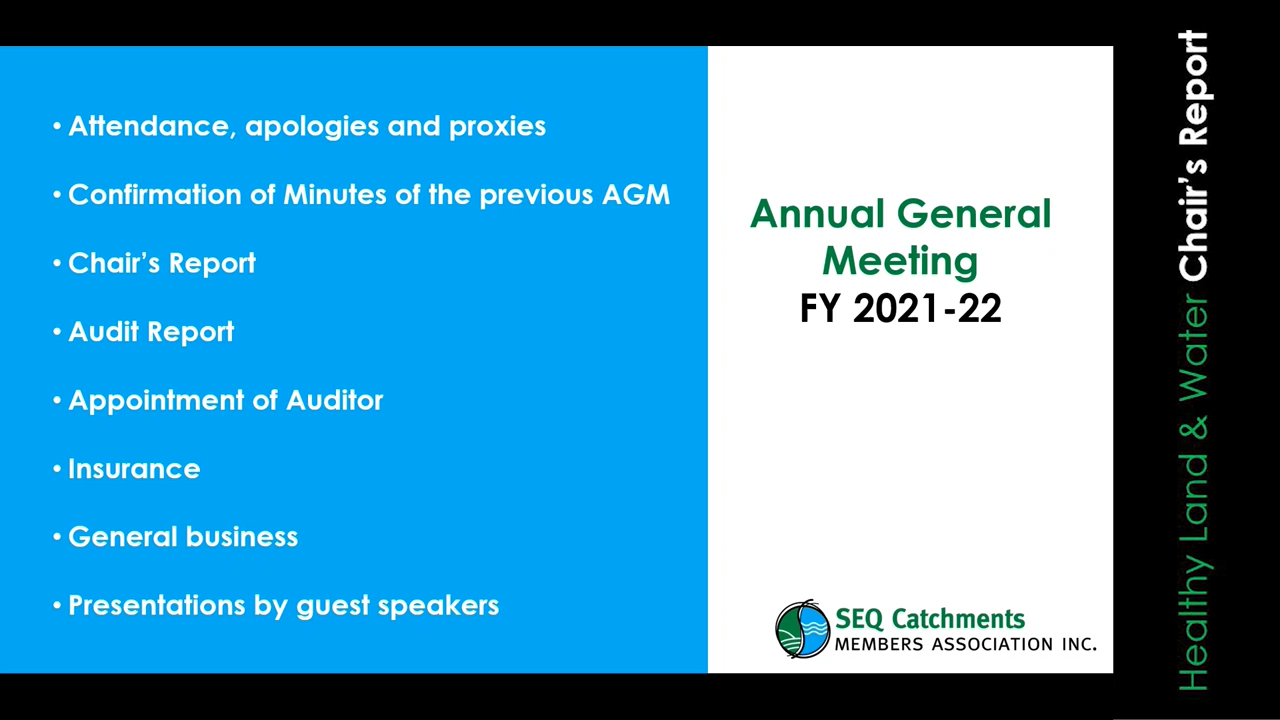 • Attendance, apologies and proxies
• Confirmation of Minutes of the previous AGM
• Chair’s Report
• Audit Report
• Appointment of Auditor
• Insurance
• General business
• Presentations by guest speakers
Annual General
Meeting
FY 2021-22
SEQ Catchments
MEMBERS ASSOCIATION INC.
Healthy Land & Water Chair’s Report